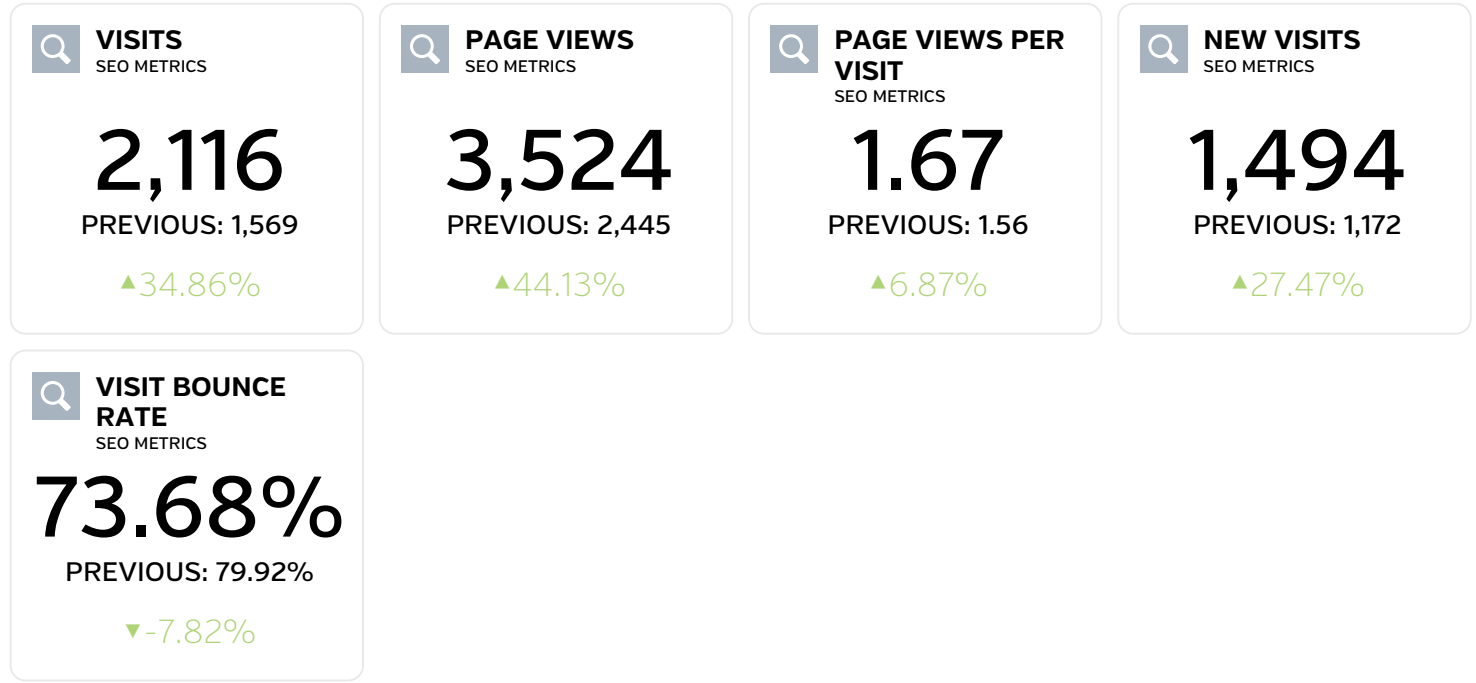 VISITS
SEO METRICS
2,116
PREVIOUS: 1,569
▲34.86%
PAGE VIEWS
SEO METRICS
3,524
PREVIOUS: 2,445
▲44.13%
PAGE VIEWS PER
VISIT
SEO METRICS
1.67
PREVIOUS: 1.56
▲6.87%
NEW VISITS
SEO METRICS
1,494
PREVIOUS: 1,172
▲27.47%
VISIT BOUNCE
RATE
SEO METRICS
73.68%
PREVIOUS: 79.92%
▼-7.82%